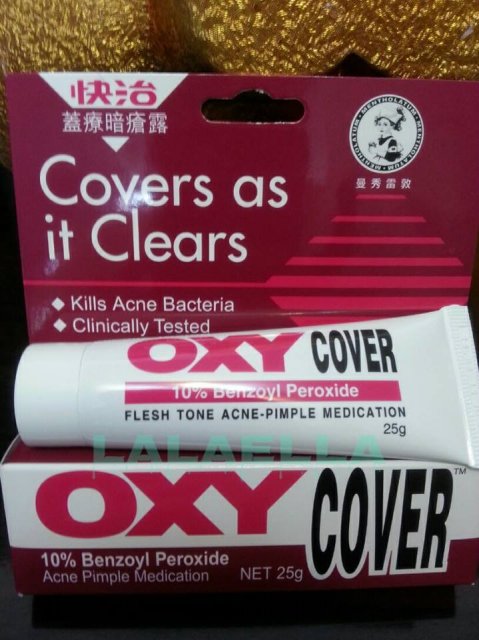 快治
蓋療暗瘡露
MENTHOLATUM
曼秀雷敦
Covers as
it Clears
◆ Kills Acne Bacteria
◆ Clinically Tested
OXY COVER
10% Benzoyl Peroxide
FLESH TONE ACNE-PIMPLE MEDICATION
25g
LALAELLA
OXY COVER™
10% Benzoyl Peroxide
Acne Pimple Medication NET 25g